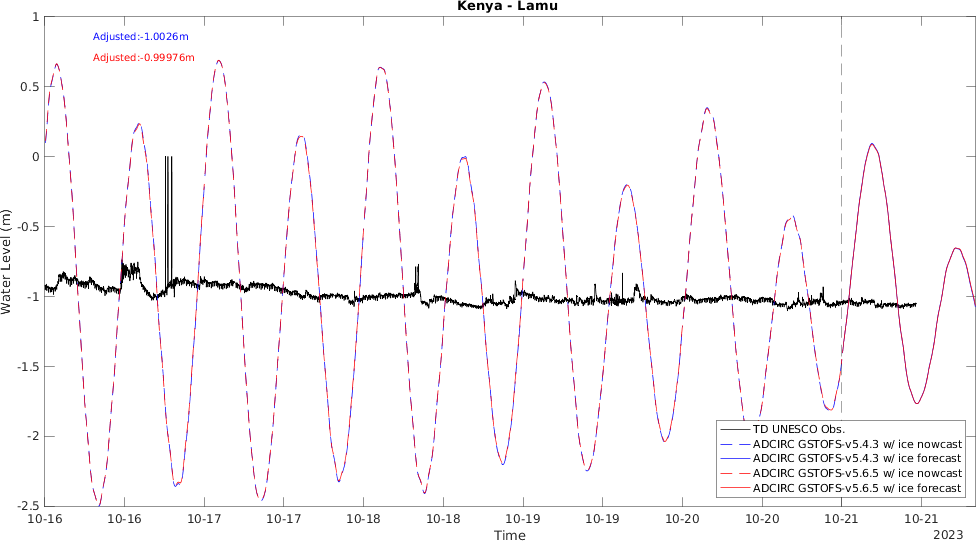 Kenya - Lamu
Adjusted:-1.0026m
Adjusted:-0.99976m
1
0.5
0
-0.5
-1
-1.5
-2
-2.5
Water Level (m)
TD UNESCO Obs.
ADCIRC GSTOFS-v5.4.3 w/ ice nowcast
ADCIRC GSTOFS-v5.4.3 w/ ice forecast
ADCIRC GSTOFS-v5.6.5 w/ ice nowcast
ADCIRC GSTOFS-v5.6.5 w/ ice forecast
10-16 10-16 10-17 10-17 10-18 10-18 10-19 10-19 10-20 10-20 10-21 10-21
Time
2023